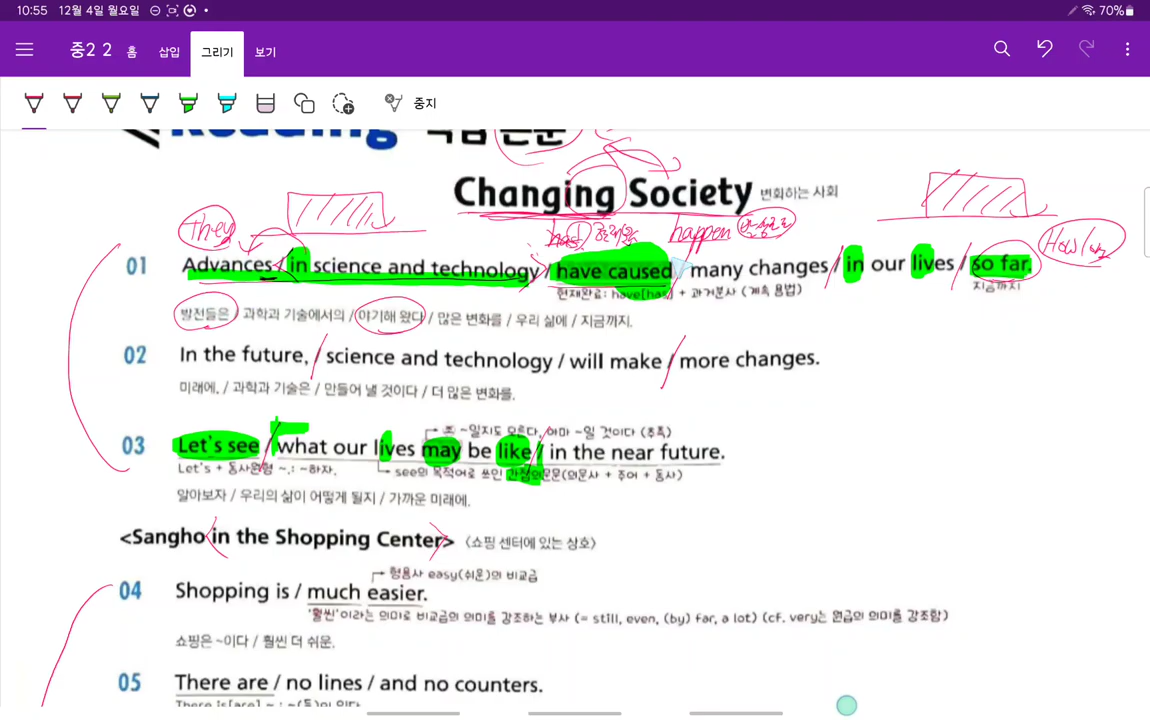 10:55 12월 4일 월요일 70%
중2 2 홈 삽입 그리기 보기
중지
Reading 본문
Changing Society 변화하는 사회
they happen How long
01 Advances in science and technology / have caused / many changes / in our lives / so far.
현재완료: have[has] + 과거분사 (계속 용법) 지금까지
발전들은 / 과학과 기술에서의 / 야기해 왔다 / 많은 변화를 / 우리 삶에 / 지금까지.
02 In the future, / science and technology / will make / more changes.
미래에, / 과학과 기술은 / 만들어 낼 것이다 / 더 많은 변화를.
조 ~일지도 모른다, 아마 ~일 것이다 (추측)
03 Let's see / what our lives may be like / in the near future.
Let's + 동사원형 ~.: ~하자. see의 목적어로 쓰인 간접의문문(의문사 + 주어 + 동사)
알아보자 / 우리의 삶이 어떻게 될지 / 가까운 미래에.
<Sangho in the Shopping Center> 〈쇼핑 센터에 있는 상호〉
형용사 easy(쉬운)의 비교급
04 Shopping is / much easier.
'훨씬'이라는 의미로 비교급의 의미를 강조하는 부사 (= still, even, (by) far, a lot) (cf. very는 원급의 의미를 강조함)
쇼핑은 ~이다 / 훨씬 더 쉬운.
05 There are / no lines / and no counters.
There is[are] ~.: ~(들)이 있다.